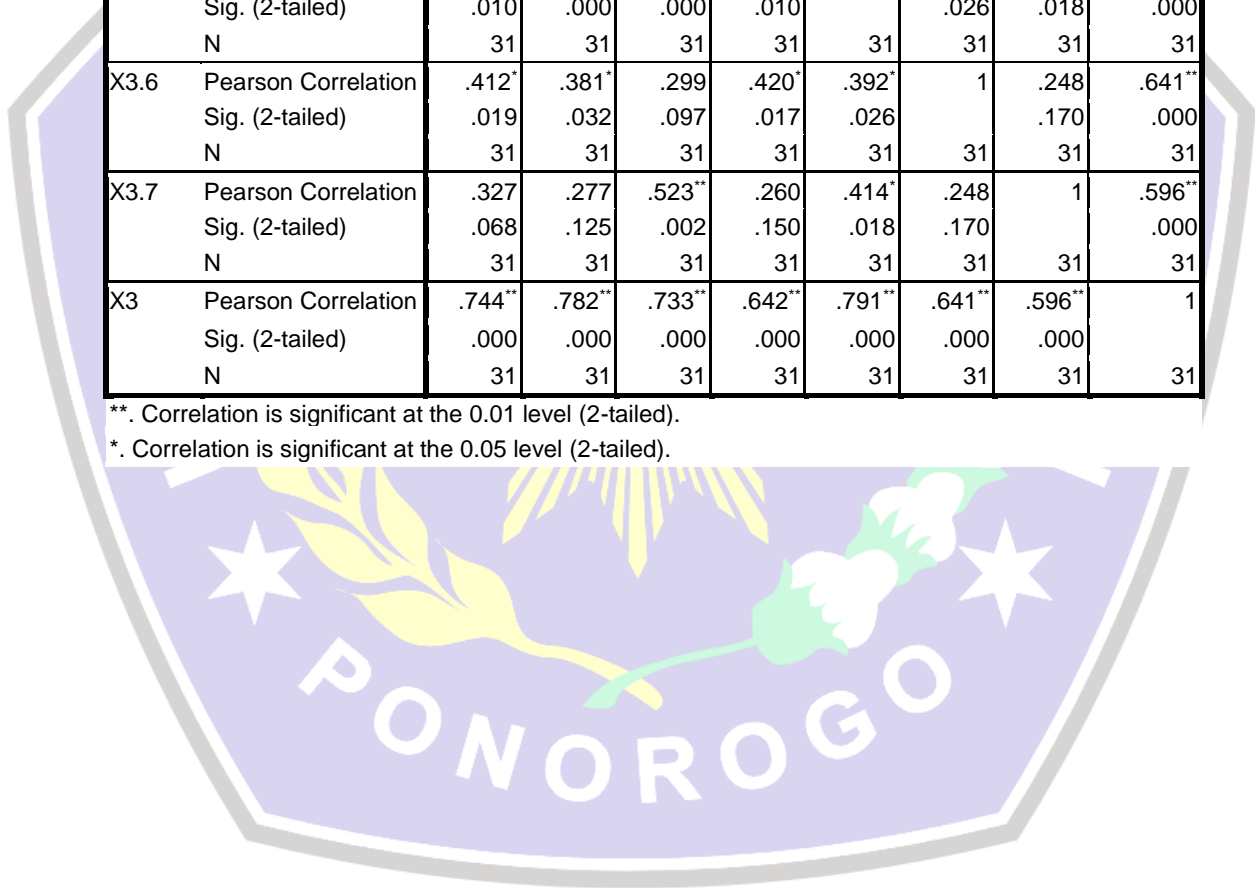 Sig. (2-tailed) .010 .000 .000 .010 .026 .018 .000
N 31 31 31 31 31 31 31 31
X3.6 Pearson Correlation .412* .381* .299 .420* .392* 1 .248 .641**
Sig. (2-tailed) .019 .032 .097 .017 .026 .170 .000
N 31 31 31 31 31 31 31 31
X3.7 Pearson Correlation .327 .277 .523** .260 .414* .248 1 .596**
Sig. (2-tailed) .068 .125 .002 .150 .018 .170 .000
N 31 31 31 31 31 31 31 31
X3 Pearson Correlation .744** .782** .733** .642** .791** .641** .596** 1
Sig. (2-tailed) .000 .000 .000 .000 .000 .000 .000
N 31 31 31 31 31 31 31 31
**. Correlation is significant at the 0.01 level (2-tailed).
*. Correlation is significant at the 0.05 level (2-tailed).
PONOROGO